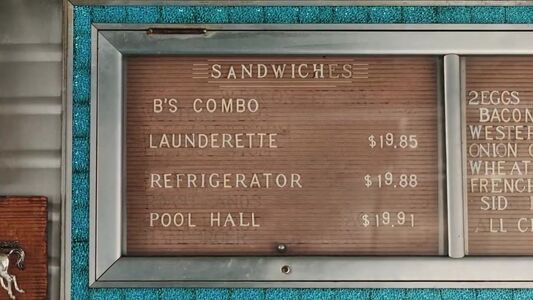 SANDWICHES
B'S COMBO
LAUNDERETTE $19.85
REFRIGERATOR $19.88
POOL HALL $19.91
2EGGS
BACON
WESTER
ONION
WHEAT
FRENCH
SID
LL